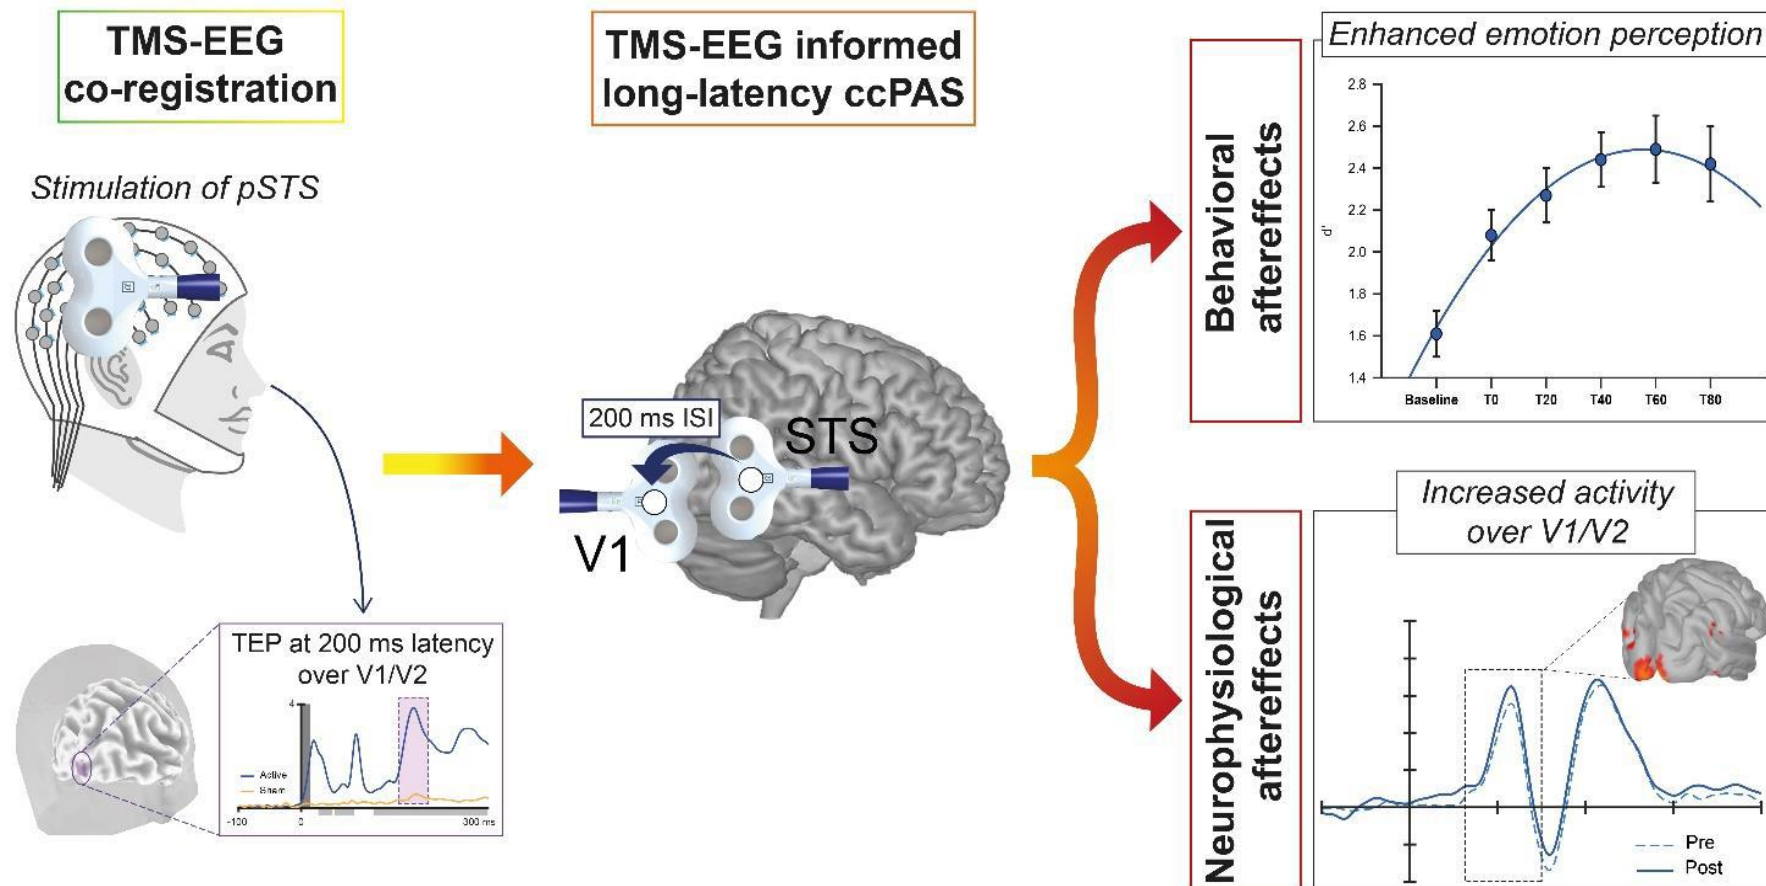 TMS-EEG
co-registration
Stimulation of pSTS
TEP at 200 ms latency
over V1/V2
4
Active
Sham
-100
0
300 ms
TMS-EEG informed
long-latency ccPAS
200 ms ISI
STS
V1
Behavioral
aftereffects
Enhanced emotion perception
2.8
2.6
2.4
2.2
2.0
1.8
1.6
1.4
d'
Baseline
T0
T20
T40
T60
T80
Neurophysiological
aftereffects
Increased activity
over V1/V2
Pre
Post